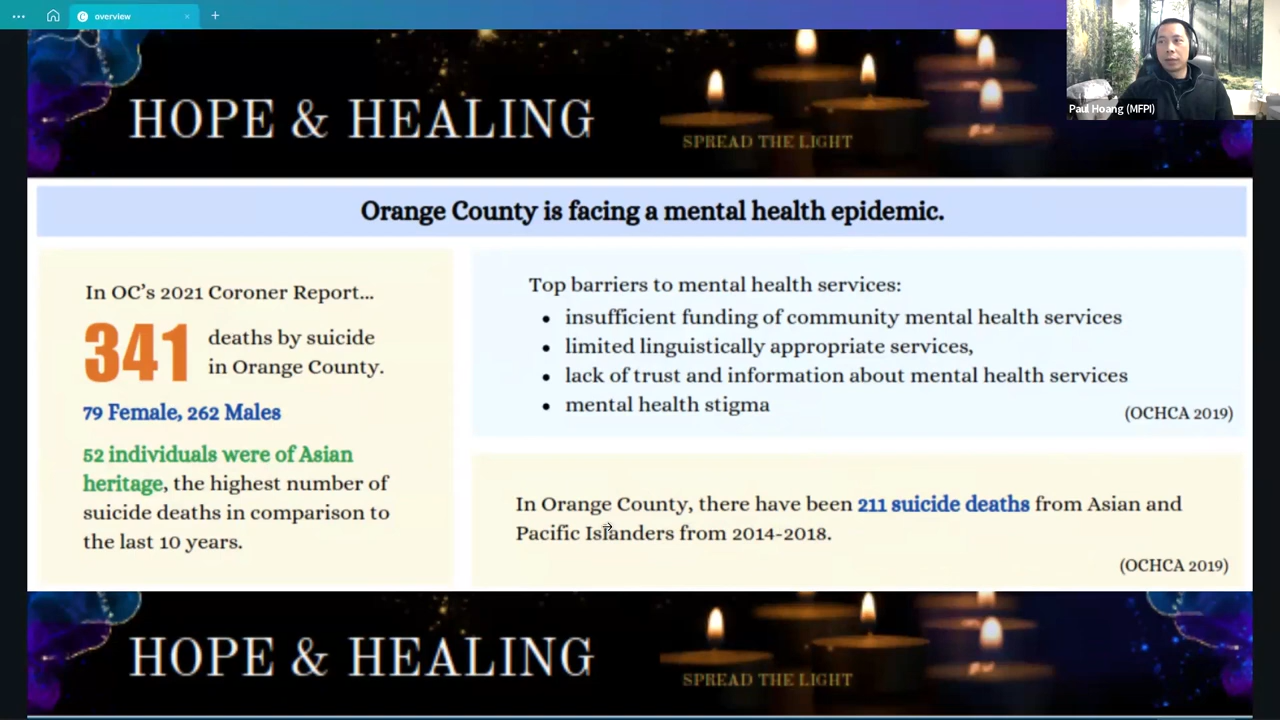 overview
Paul Hoang (MFPI)
HOPE & HEALING
SPREAD THE LIGHT
Orange County is facing a mental health epidemic.
In OC's 2021 Coroner Report...
341
deaths by suicide
in Orange County.
79 Female, 262 Males
52 individuals were of Asian
heritage, the highest number of
suicide deaths in comparison to
the last 10 years.
Top barriers to mental health services:
• insufficient funding of community mental health services
• limited linguistically appropriate services,
• lack of trust and information about mental health services
• mental health stigma
(OCHCA 2019)
In Orange County, there have been 211 suicide deaths from Asian and
Pacific Islanders from 2014-2018.
(OCHCA 2019)
HOPE & HEALING
SPREAD THE LIGHT